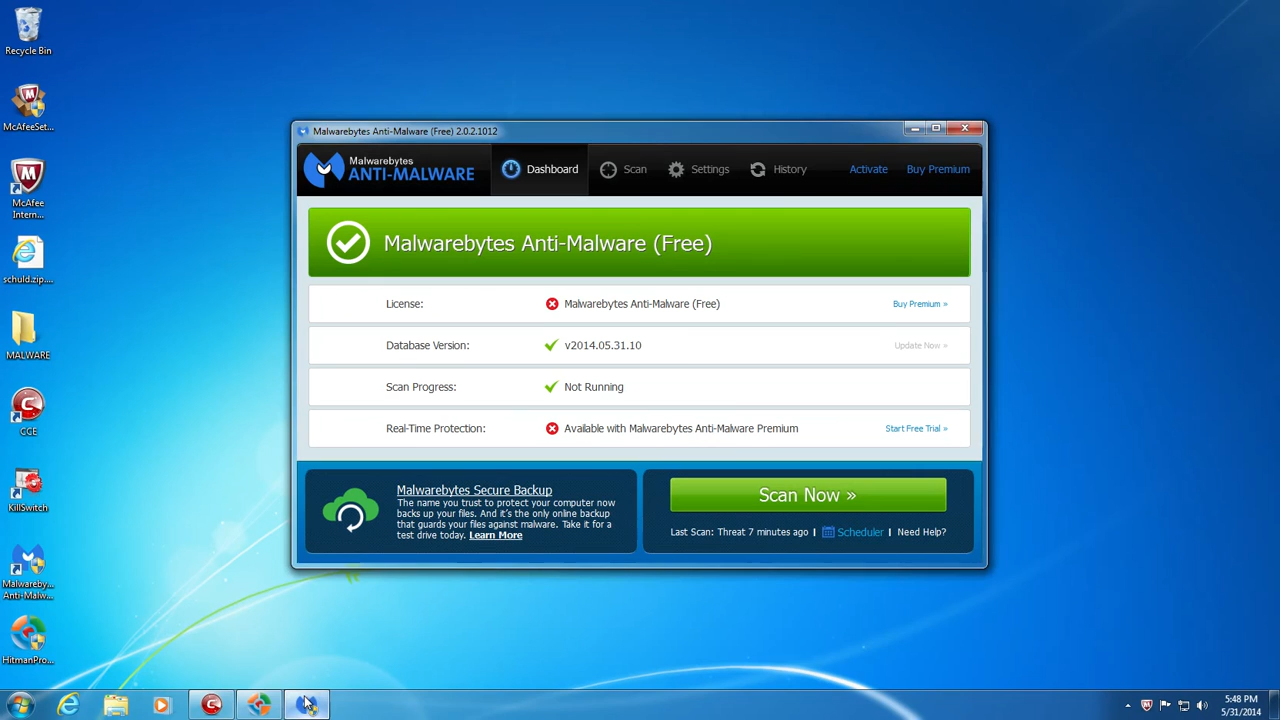 Recycle Bin
McAfeeSet...
McAfee
Intern...
schuld.zip....
MALWARE
CCE
KillSwitch
Malwareby...
Anti-Malw...
HitmanPro...
Malwarebytes Anti-Malware (Free) 2.0.2.1012
Malwarebytes
ANTI-MALWARE
Dashboard
Scan
Settings
History
Activate
Buy Premium
Malwarebytes Anti-Malware (Free)
License: Malwarebytes Anti-Malware (Free) Buy Premium »
Database Version: v2014.05.31.10 Update Now »
Scan Progress: Not Running
Real-Time Protection: Available with Malwarebytes Anti-Malware Premium Start Free Trial »
Malwarebytes Secure Backup
The name you trust to protect your computer now
backs up your files. And it's the only online backup
that guards your files against malware. Take it for a
test drive today. Learn More
Scan Now »
Last Scan: Threat 7 minutes ago | Scheduler | Need Help?
5:48 PM
5/31/2014